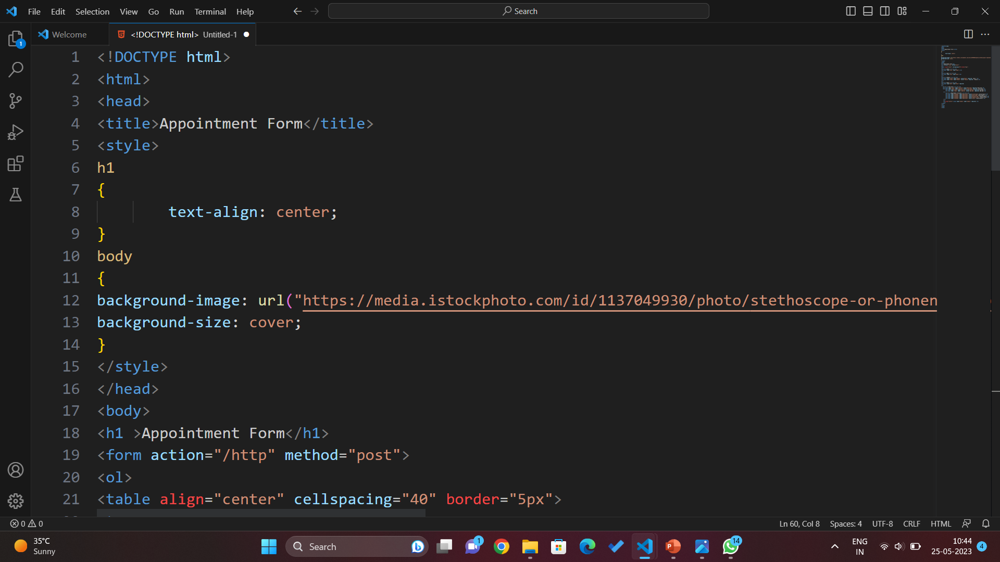 File Edit Selection View Go Run Terminal Help
Search
1
Welcome
<!DOCTYPE html> Untitled-1
1 <!DOCTYPE html>
2 <html>
3 <head>
4 <title>Appointment Form</title>
5 <style>
6 h1
7 {
8 text-align: center;
9 }
10 body
11 {
12 background-image: url("https://media.istockphoto.com/id/1137049930/photo/stethoscope-or-phonen
13 background-size: cover;
14 }
15 </style>
16 </head>
17 <body>
18 <h1 >Appointment Form</h1>
19 <form action="/http" method="post">
20 <ol>
21 <table align="center" cellspacing="40" border="5px">
0 0
Ln 60, Col 8 Spaces: 4 UTF-8 CRLF HTML
35°C
Sunny
Search
1
14
ENG
IN
10:44
25-05-2023
4